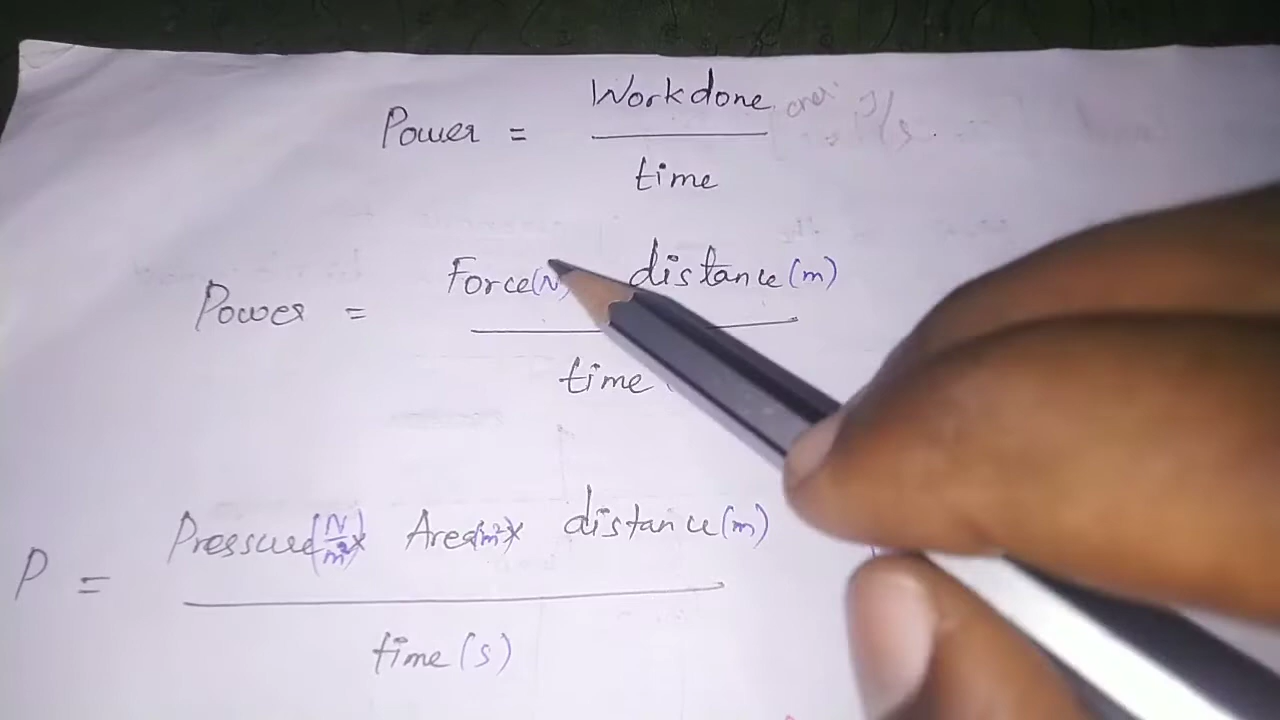 Power = Workdone / time J/s.
Power = Force(N) distance(m) / time
P = Pressure(N/m²)× Area(m²)× distance(m) / time(s)